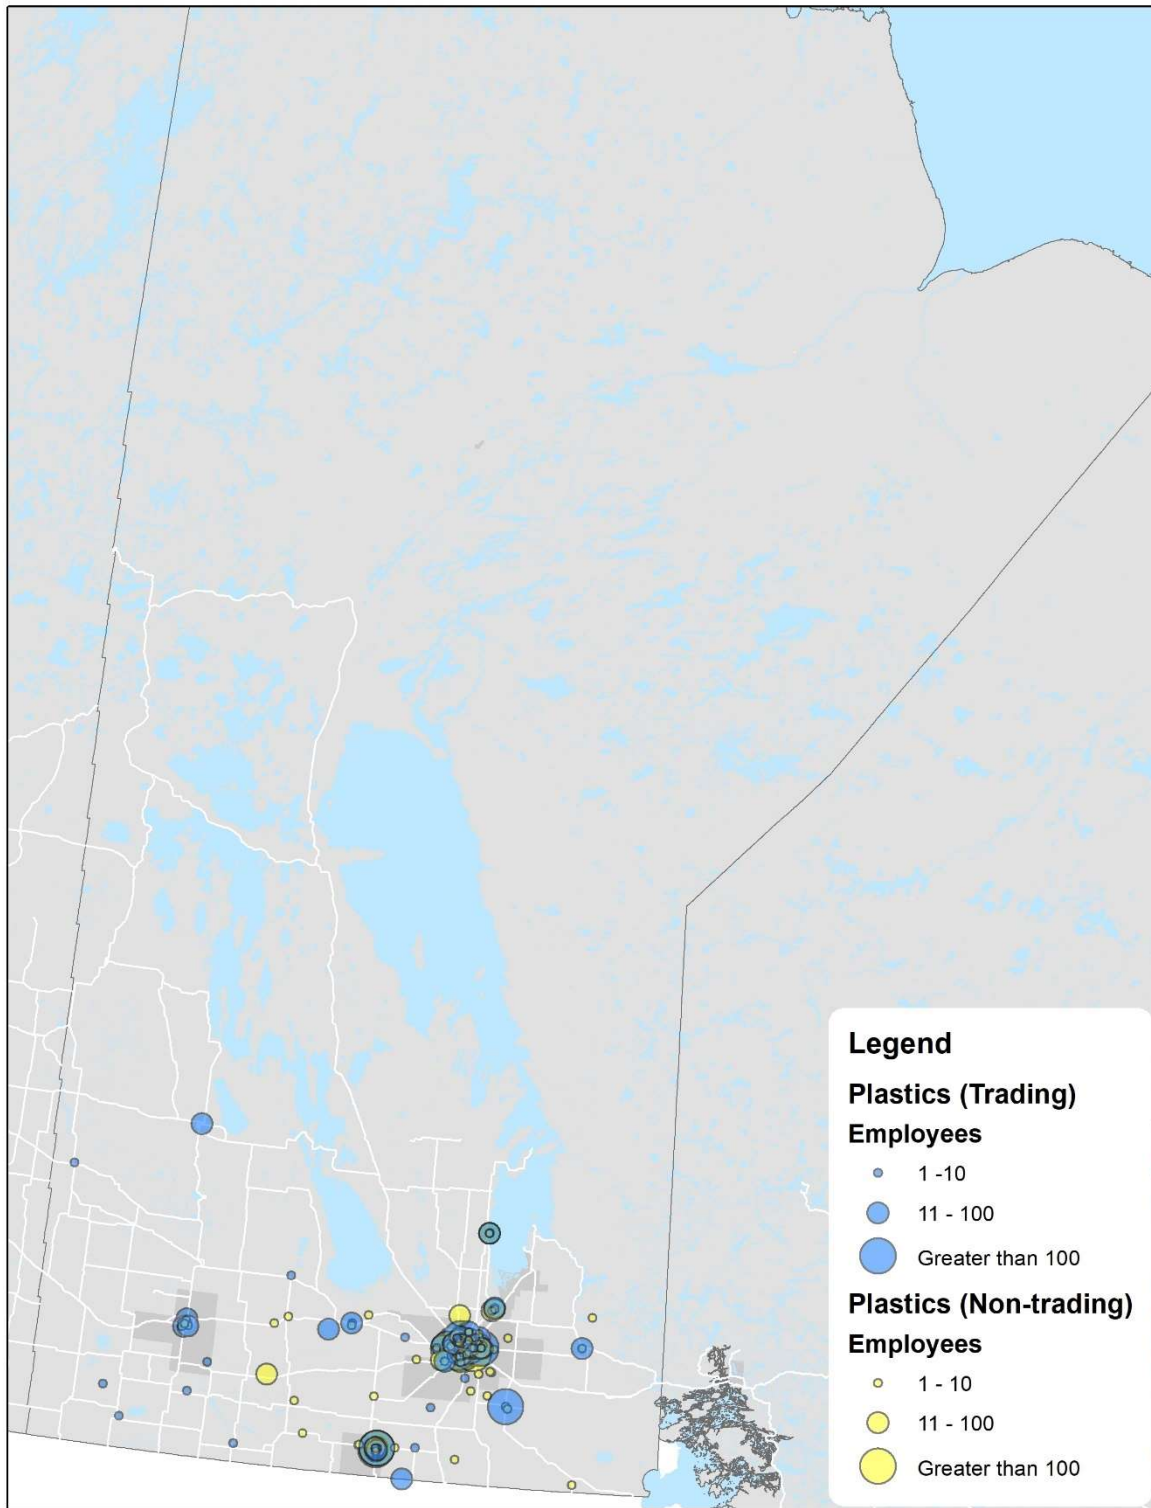 Legend
Plastics (Trading)
Employees
1 -10
11 - 100
Greater than 100
Plastics (Non-trading)
Employees
1 - 10
11 - 100
Greater than 100